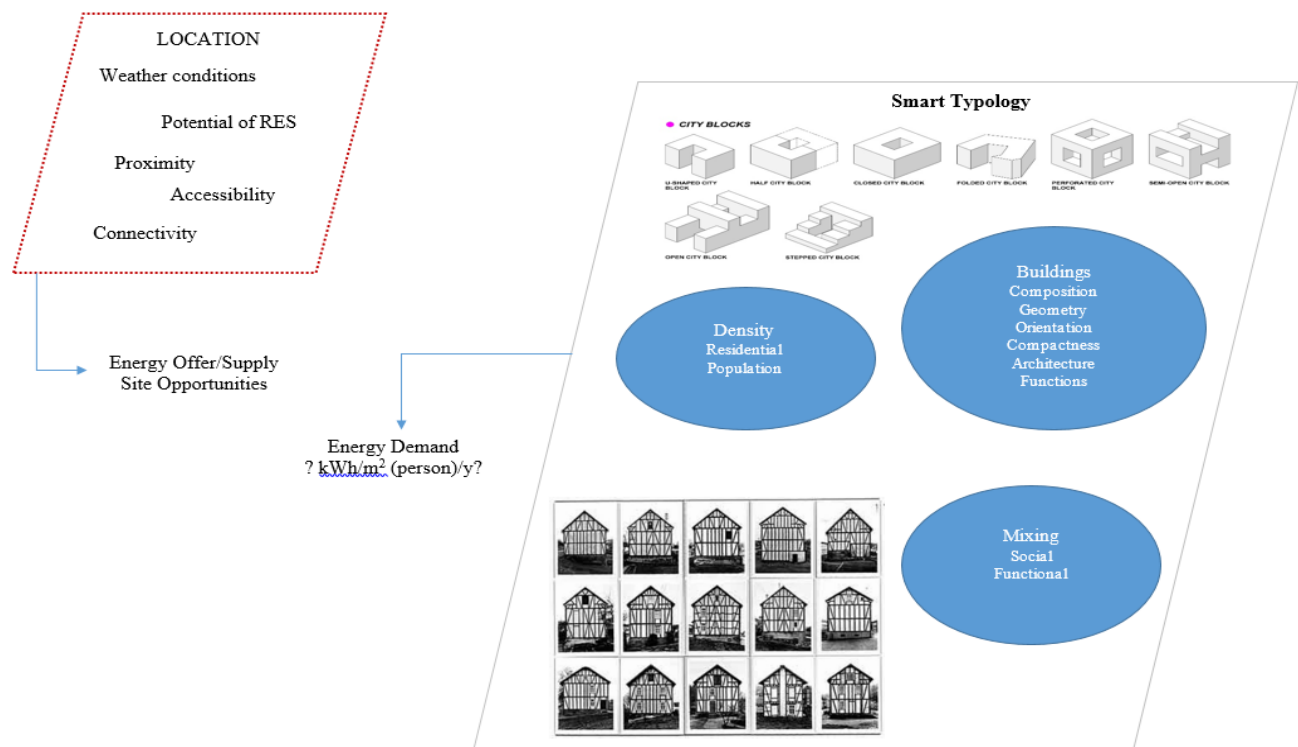 LOCATION
Weather conditions
Potential of RES
Proximity
Accessibility
Connectivity
Energy Offer/Supply
Site Opportunities
Energy Demand
? kWh/m² (person)/y?
Smart Typology
CITY BLOCKS
U-SHAPED CITY
BLOCK
HALF CITY BLOCK
CLOSED CITY BLOCK
FOLDED CITY BLOCK
PERFORATED CITY
BLOCK
SEMI-OPEN CITY BLOCK
OPEN CITY BLOCK
STEPPED CITY BLOCK
Density
Residential
Population
Buildings
Composition
Geometry
Orientation
Compactness
Architecture
Functions
Mixing
Social
Functional